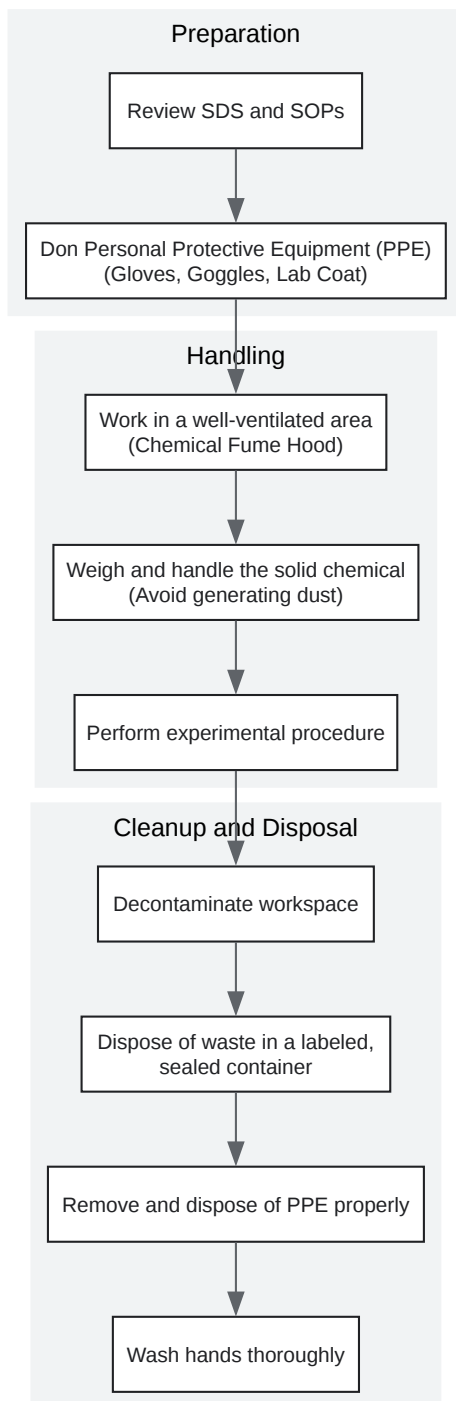 Preparation
Review SDS and SOPs
Don Personal Protective Equipment (PPE)
(Gloves, Goggles, Lab Coat)
Handling
Work in a well-ventilated area
(Chemical Fume Hood)
Weigh and handle the solid chemical
(Avoid generating dust)
Perform experimental procedure
Cleanup and Disposal
Decontaminate workspace
Dispose of waste in a labeled,
sealed container
Remove and dispose of PPE properly
Wash hands thoroughly